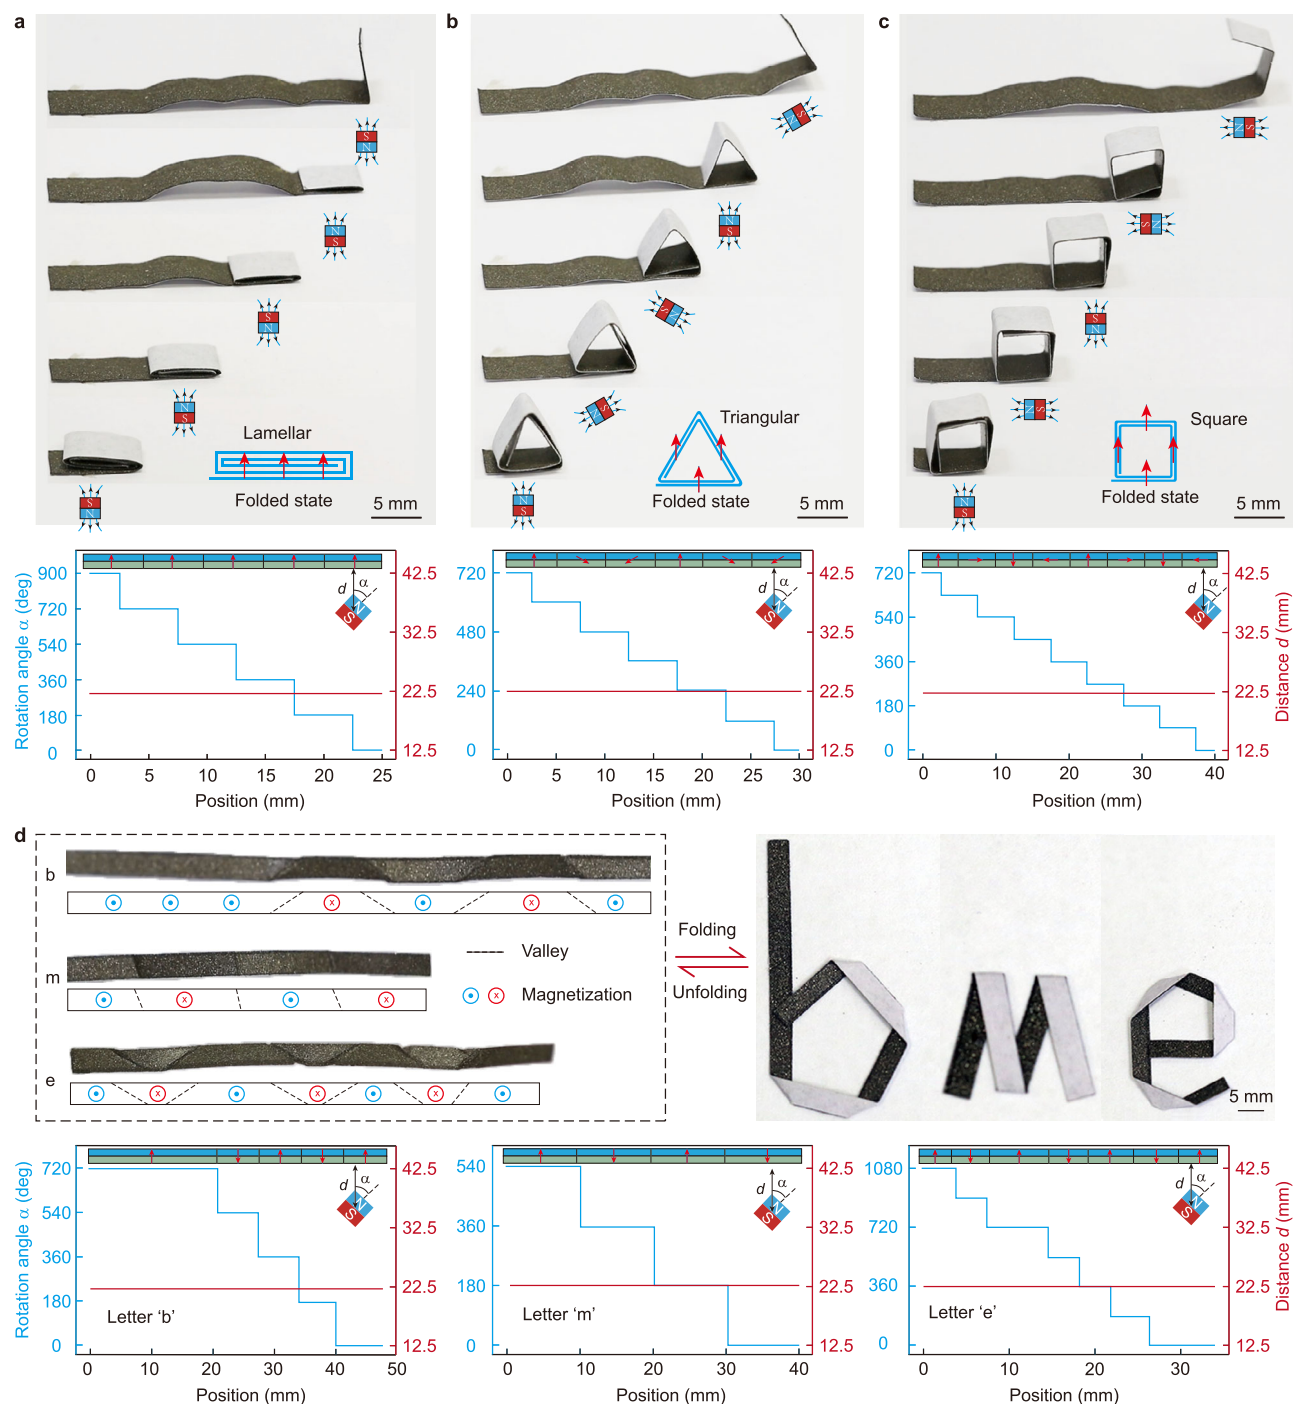 a
b
c
S
N
N
S
S
N
N
S
S
N
Lamellar
Folded state
5 mm
N
S
N
S
S
N
N
S
N
S
Triangular
Folded state
5 mm
N
S
S
N
S
N
N
S
S
N
Square
Folded state
5 mm
Rotation angle α (deg)
900
720
540
360
180
0
d
α
N
S
42.5
32.5
22.5
12.5
0 5 10 15 20 25
Position (mm)
720
480
240
0
d
α
N
S
42.5
32.5
22.5
12.5
0 5 10 15 20 25 30
Position (mm)
720
540
360
180
0
d
α
N
S
42.5
32.5
22.5
12.5
Distance d (mm)
0 10 20 30 40
Position (mm)
d
b
x
x
m
x
x
Valley
Magnetization
e
x
x
x
Folding
Unfolding
5 mm
Rotation angle α (deg)
720
540
360
180
0
d
α
N
S
Letter ‘b’
42.5
32.5
22.5
12.5
0 10 20 30 40 50
Position (mm)
540
360
180
0
d
α
N
S
Letter ‘m’
42.5
32.5
22.5
12.5
0 10 20 30 40
Position (mm)
1080
720
360
0
d
α
N
S
Letter ‘e’
42.5
32.5
22.5
12.5
Distance d (mm)
0 10 20 30
Position (mm)